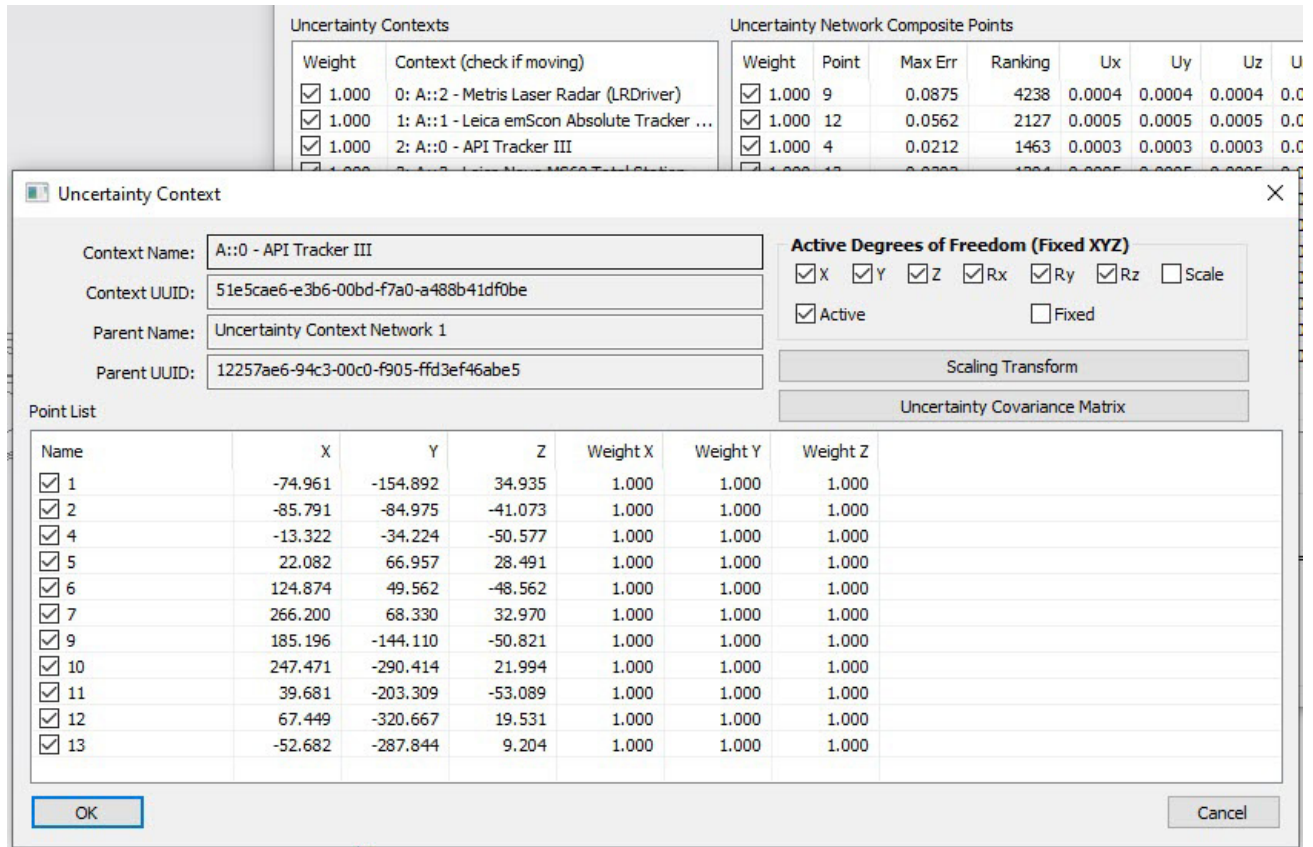 Uncertainty Contexts Uncertainty Network Composite Points
Weight Context (check if moving) Weight Point Max Err Ranking Ux Uy Uz
1.000 0: A::2 - Metris Laser Radar (LRDriver) 1.000 9 0.0875 4238 0.0004 0.0004 0.0004
1.000 1: A::1 - Leica emScon Absolute Tracker ... 1.000 12 0.0562 2127 0.0005 0.0005 0.0005
1.000 2: A::0 - API Tracker III 1.000 4 0.0212 1463 0.0003 0.0003 0.0003
Uncertainty Context
Context Name: A::0 - API Tracker III
Context UUID: 51e5cae6-e3b6-00bd-f7a0-a488b41df0be
Parent Name: Uncertainty Context Network 1
Parent UUID: 12257ae6-94c3-00c0-f905-ffd3ef46abe5
Active Degrees of Freedom (Fixed XYZ)
X Y Z Rx Ry Rz Scale
Active Fixed
Scaling Transform
Uncertainty Covariance Matrix
Point List
Name X Y Z Weight X Weight Y Weight Z
1 -74.961 -154.892 34.935 1.000 1.000 1.000
2 -85.791 -84.975 -41.073 1.000 1.000 1.000
4 -13.322 -34.224 -50.577 1.000 1.000 1.000
5 22.082 66.957 28.491 1.000 1.000 1.000
6 124.874 49.562 -48.562 1.000 1.000 1.000
7 266.200 68.330 32.970 1.000 1.000 1.000
9 185.196 -144.110 -50.821 1.000 1.000 1.000
10 247.471 -290.414 21.994 1.000 1.000 1.000
11 39.681 -203.309 -53.089 1.000 1.000 1.000
12 67.449 -320.667 19.531 1.000 1.000 1.000
13 -52.682 -287.844 9.204 1.000 1.000 1.000
OK Cancel